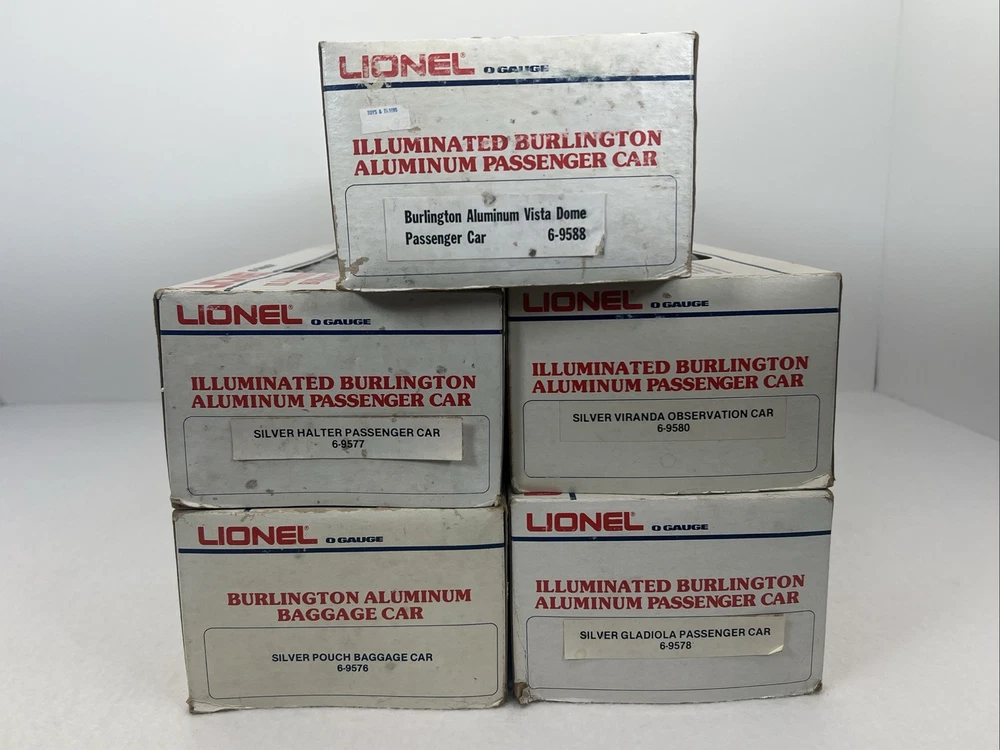 LIONEL® O GAUGE
TOYS &
ILLUMINATED BURLINGTON
ALUMINUM PASSENGER CAR
Burlington Aluminum Vista Dome
Passenger Car 6-9588
LIONEL® O GAUGE
ILLUMINATED BURLINGTON
ALUMINUM PASSENGER CAR
SILVER HALTER PASSENGER CAR
6-9577
LIONEL® O GAUGE
ILLUMINATED BURLINGTON
ALUMINUM PASSENGER CAR
SILVER VIRANDA OBSERVATION CAR
6-9580
LIONEL® O GAUGE
BURLINGTON ALUMINUM
BAGGAGE CAR
SILVER POUCH BAGGAGE CAR
6-9576
LIONEL® O GAUGE
ILLUMINATED BURLINGTON
ALUMINUM PASSENGER CAR
SILVER GLADIOLA PASSENGER CAR
6-9578